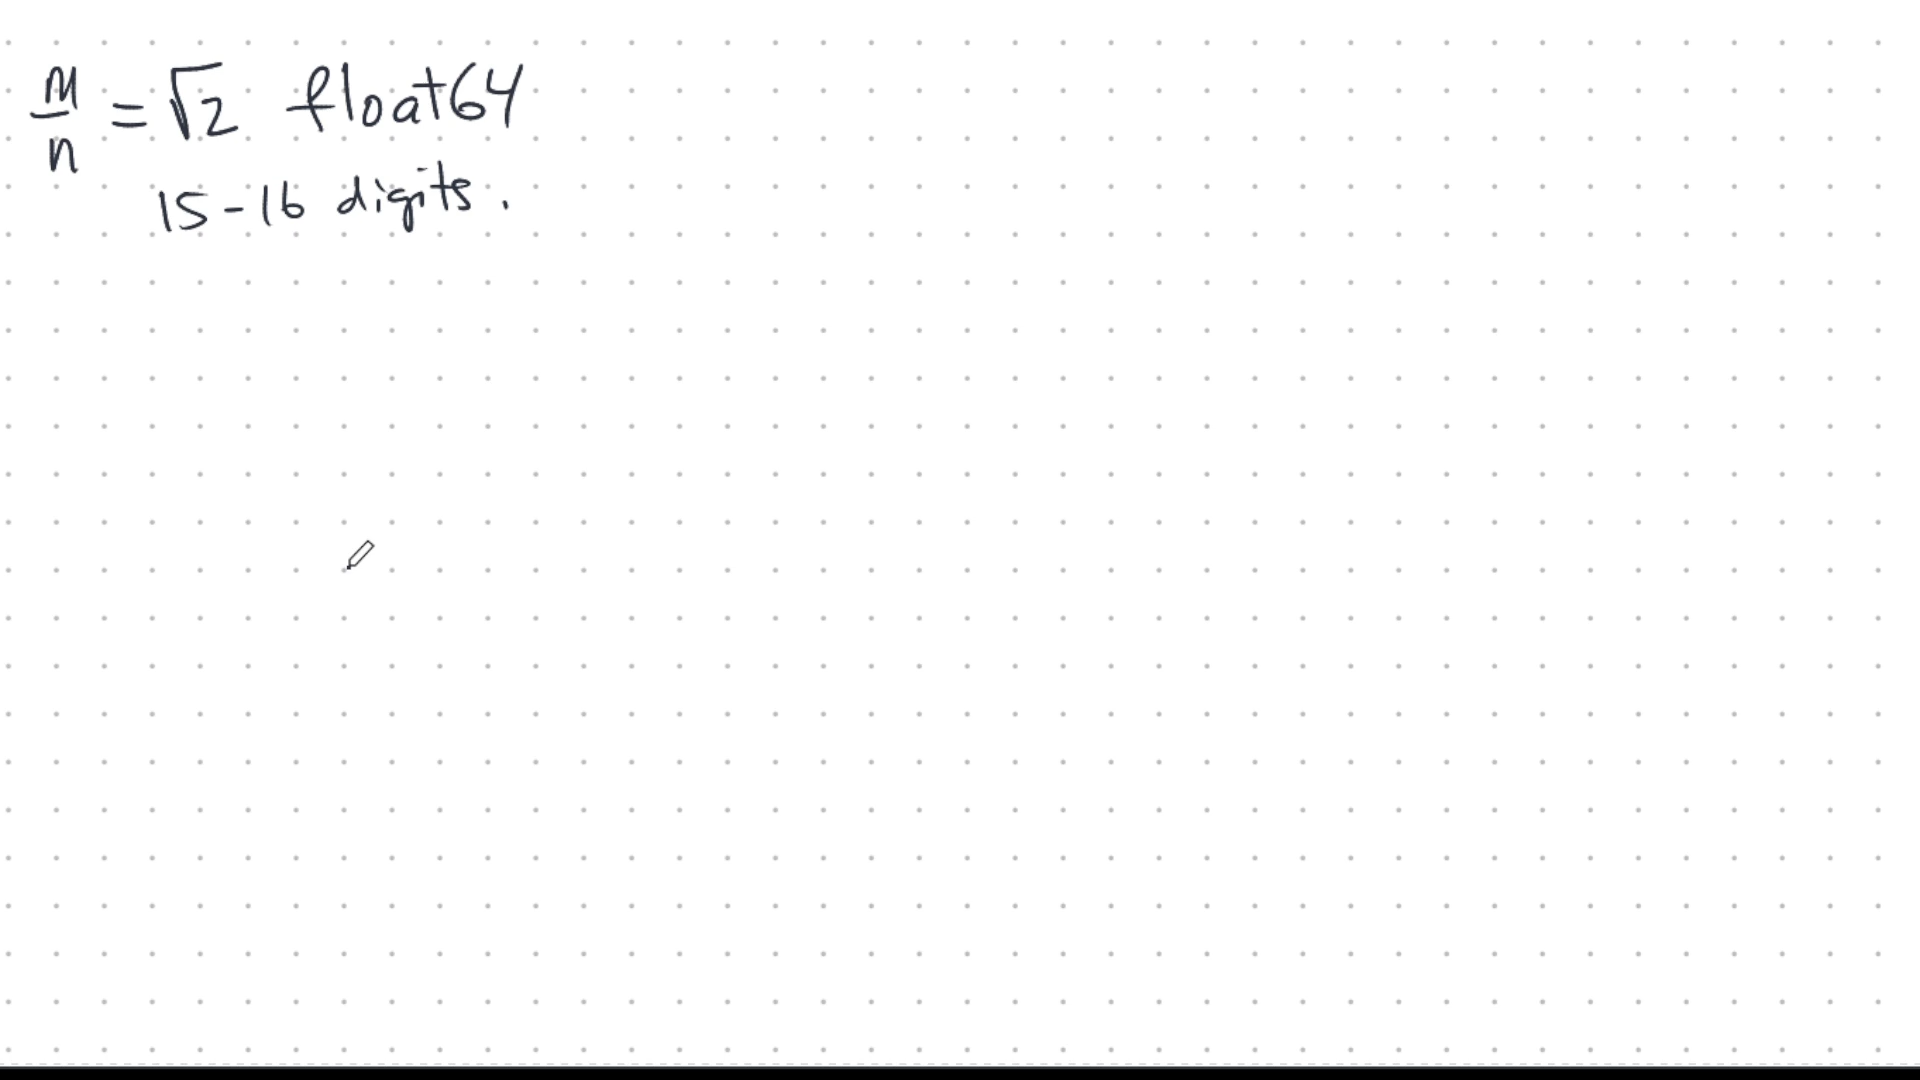 m/n = √2 float64
15-16 digits.